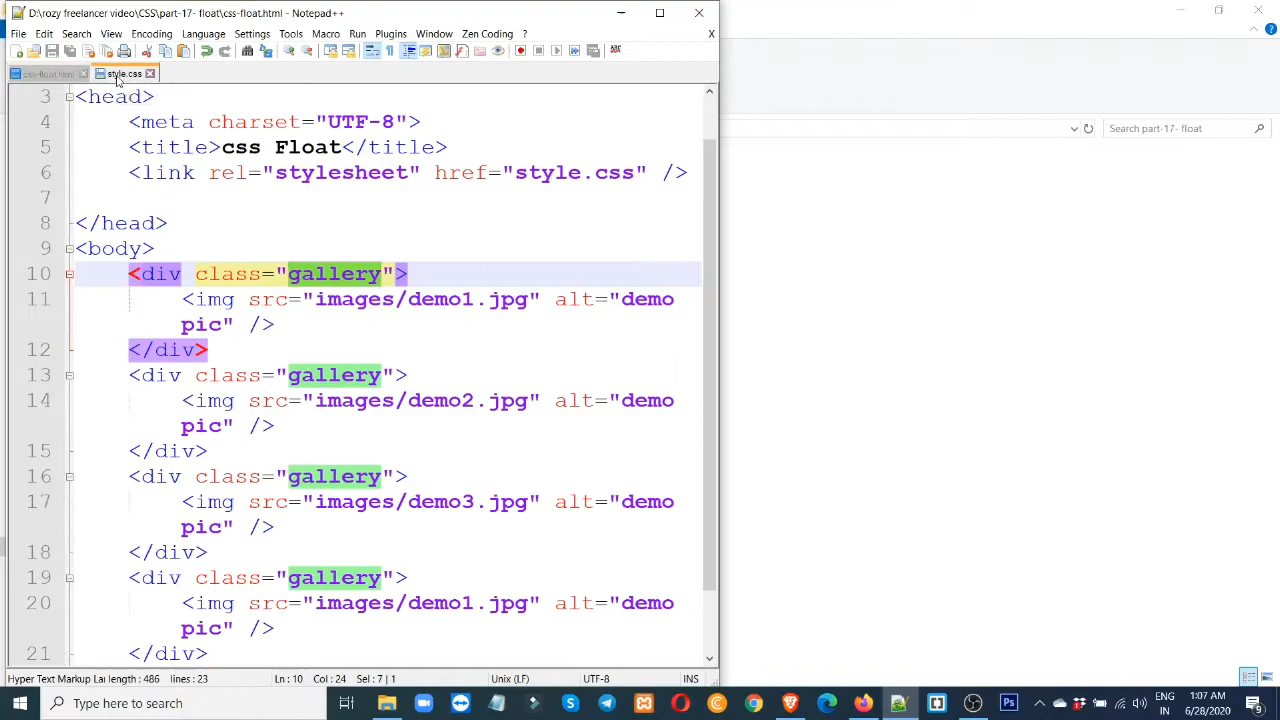 D:\rozy freelancer video\CSS\part-17- float\css-float.html - Notepad++
File Edit Search View Encoding Language Settings Tools Macro Run Plugins Window Zen Coding ? X
css-float.html style.css
Search part-17- float
3 <head>
4 <meta charset="UTF-8">
5 <title>css Float</title>
6 <link rel="stylesheet" href="style.css" />
7
8 </head>
9 <body>
10 <div class="gallery">
11 <img src="images/demo1.jpg" alt="demo
pic" />
12 </div>
13 <div class="gallery">
14 <img src="images/demo2.jpg" alt="demo
pic" />
15 </div>
16 <div class="gallery">
17 <img src="images/demo3.jpg" alt="demo
pic" />
18 </div>
19 <div class="gallery">
20 <img src="images/demo1.jpg" alt="demo
pic" />
21 </div>
Hyper Text Markup Lan length : 486 lines : 23 Ln : 10 Col : 24 Sel : 7 | 1 Unix (LF) UTF-8 INS
Type here to search
ENG 1:07 AM
IN 6/28/2020